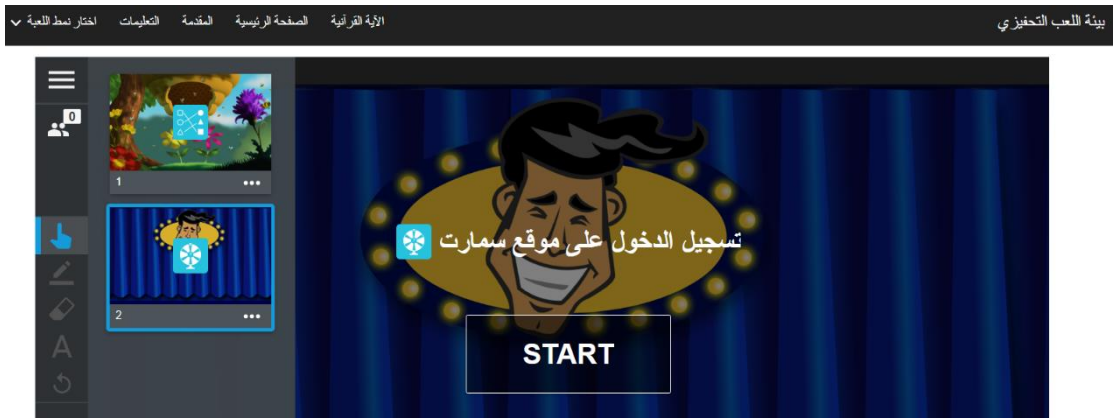 بيئة اللعب التحفيزي
الآية القرآنية
الصفحة الرئيسية
المقدمة
التعليمات
اختار نمط اللعبة
0
A
1
2
تسجيل الدخول على موقع سمارت
START